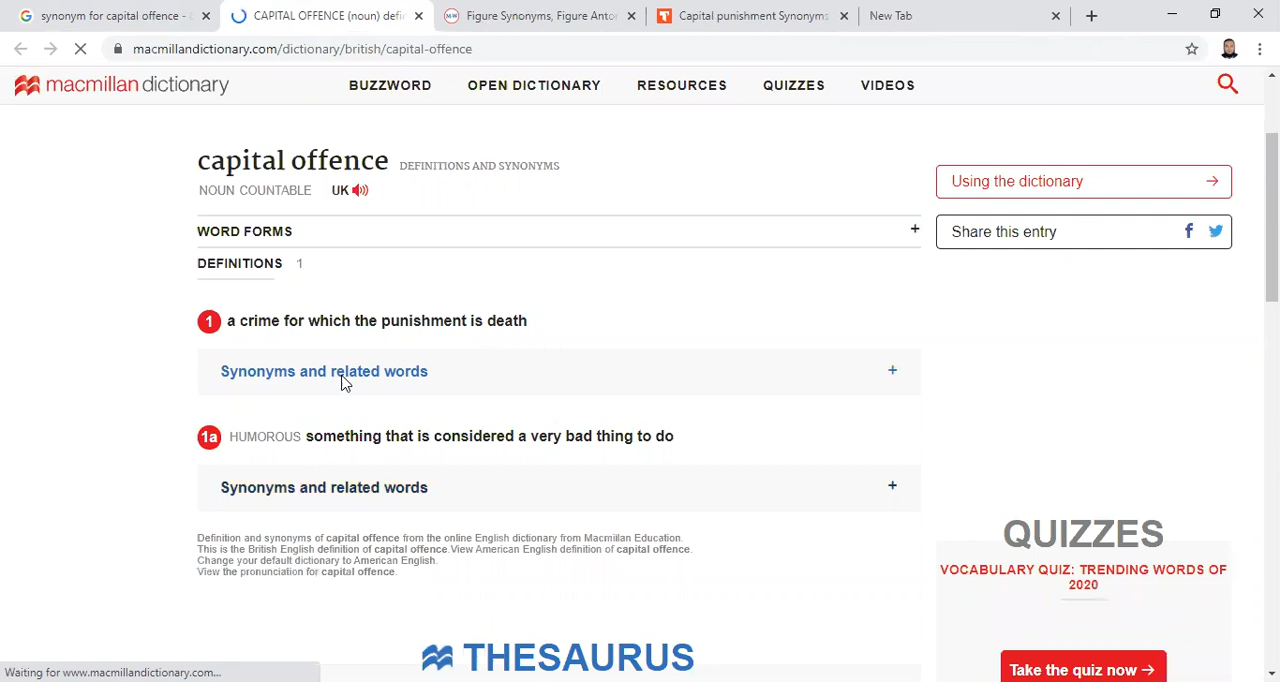 synonym for capital offence -
CAPITAL OFFENCE (noun) defi
Figure Synonyms, Figure Anto
Capital punishment Synonyms
New Tab
macmillandictionary.com/dictionary/british/capital-offence
macmillan dictionary
BUZZWORD
OPEN DICTIONARY
RESOURCES
QUIZZES
VIDEOS
capital offence DEFINITIONS AND SYNONYMS
NOUN COUNTABLE UK
WORD FORMS +
DEFINITIONS 1
1 a crime for which the punishment is death
Synonyms and related words +
1a HUMOROUS something that is considered a very bad thing to do
Synonyms and related words +
Definition and synonyms of capital offence from the online English dictionary from Macmillan Education.
This is the British English definition of capital offence.View American English definition of capital offence.
Change your default dictionary to American English.
View the pronunciation for capital offence.
THESAURUS
Using the dictionary →
Share this entry
QUIZZES
VOCABULARY QUIZ: TRENDING WORDS OF
2020
Take the quiz now →
Waiting for www.macmillandictionary.com...